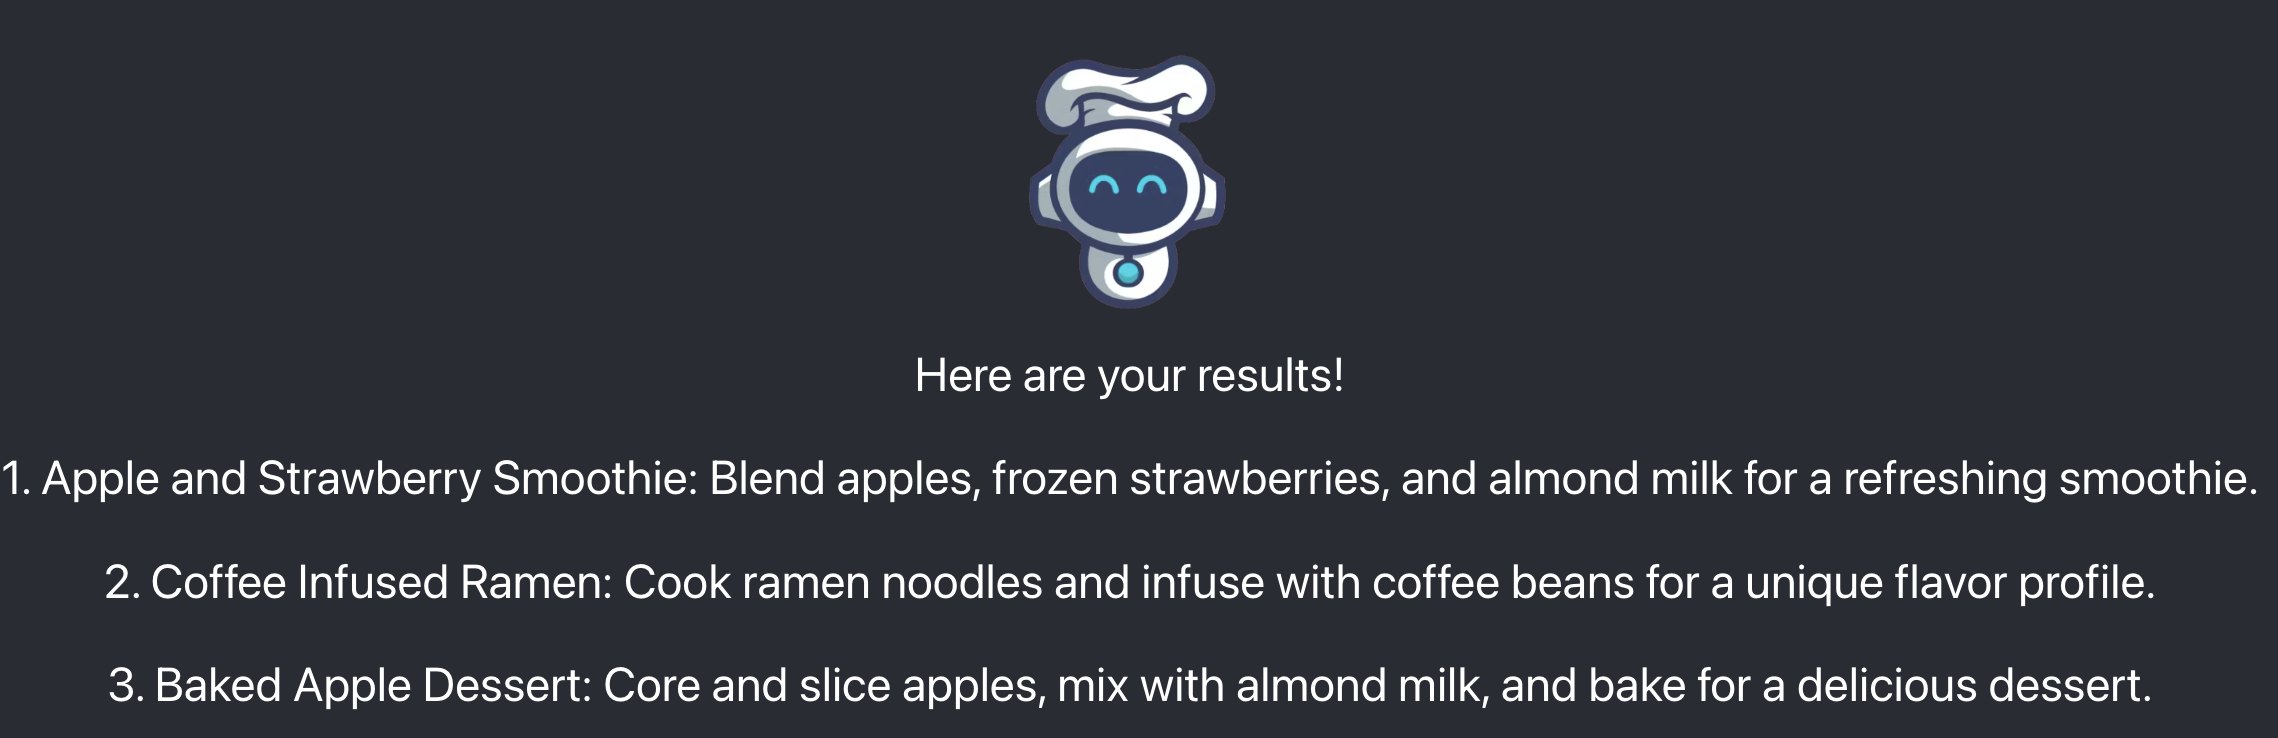 Here are your results!
1. Apple and Strawberry Smoothie: Blend apples, frozen strawberries, and almond milk for a refreshing smoothie.
2. Coffee Infused Ramen: Cook ramen noodles and infuse with coffee beans for a unique flavor profile.
3. Baked Apple Dessert: Core and slice apples, mix with almond milk, and bake for a delicious dessert.